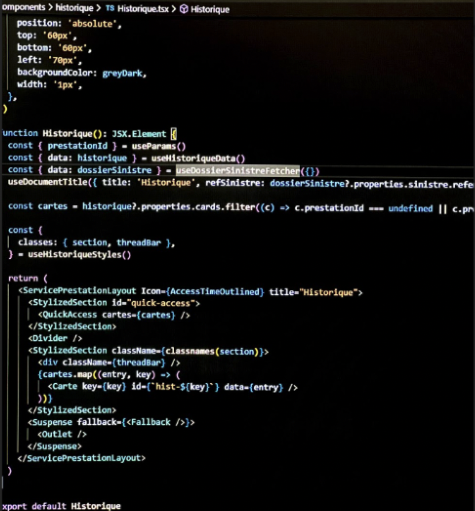 omponents > historique > TS Historique.tsx > Historique
position: 'absolute',
top: '60px',
bottom: '60px',
left: '70px',
backgroundColor: greyDark,
width: '1px',
},
)
unction Historique(): JSX.Element {
const { prestationId } = useParams()
const { data: historique } = useHistoriqueData()
const { data: dossierSinistre } = useDossierSinistreFetcher({})
useDocumentTitle({ title: 'Historique', refSinistre: dossierSinistre?.properties.sinistre.refe
const cartes = historique?.properties.cards.filter((c) => c.prestationId === undefined || c.pr
const {
classes: { section, threadBar },
} = useHistoriqueStyles()
return (
<ServicePrestationLayout Icon={AccessTimeOutlined} title="Historique">
<StylizedSection id="quick-access">
<QuickAccess cartes={cartes} />
</StylizedSection>
<Divider />
<StylizedSection className={classnames(section)}>
<div className={threadBar} />
{cartes.map((entry, key) => (
<Carte key={key} id={`hist-${key}`} data={entry} />
))}
</StylizedSection>
<Suspense fallback={<Fallback />}>
<Outlet />
</Suspense>
</ServicePrestationLayout>
)
xport default Historique